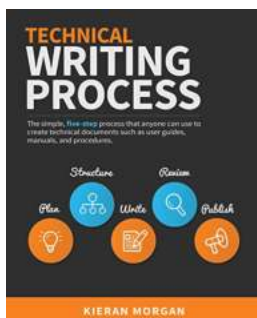 TECHNICAL
WRITING
PROCESS
The simple, five-step process that anyone can use to
create technical documents such as user guides,
manuals, and procedures.
Structure
Review
Plan
Write
Publish
KIERAN MORGAN